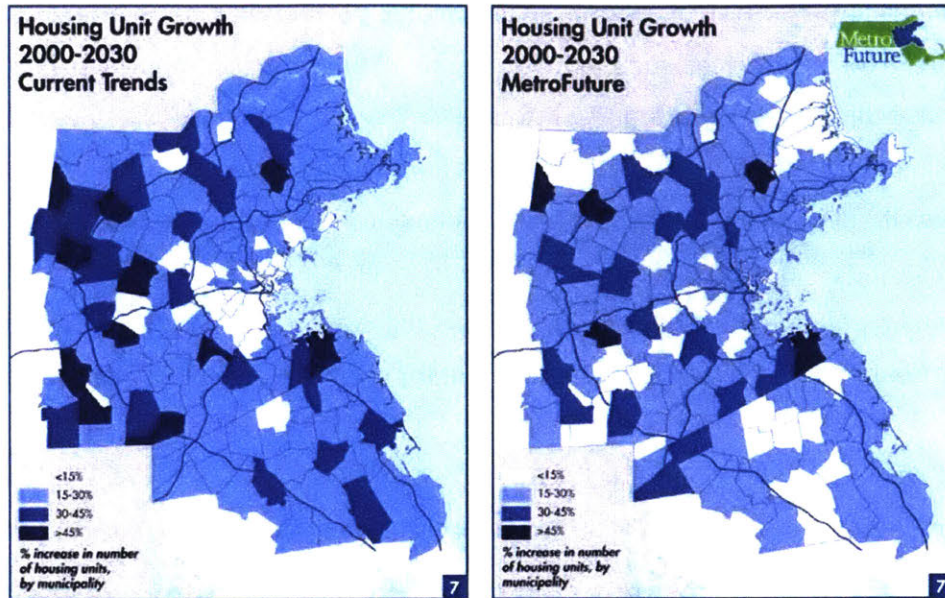 Housing Unit Growth
2000-2030
Current Trends
<15%
15-30%
30-45%
>45%
% increase in number
of housing units,
by municipality
7
Housing Unit Growth
2000-2030
MetroFuture
Metro
Future
<15%
15-30%
30-45%
>45%
% increase in number
of housing units, by
municipality
7